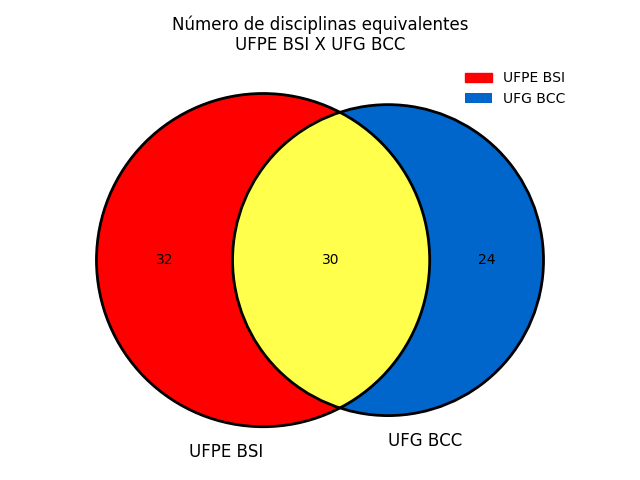 Número de disciplinas equivalentes
UFPE BSI X UFG BCC
UFPE BSI
UFG BCC
32
30
24
UFPE BSI
UFG BCC